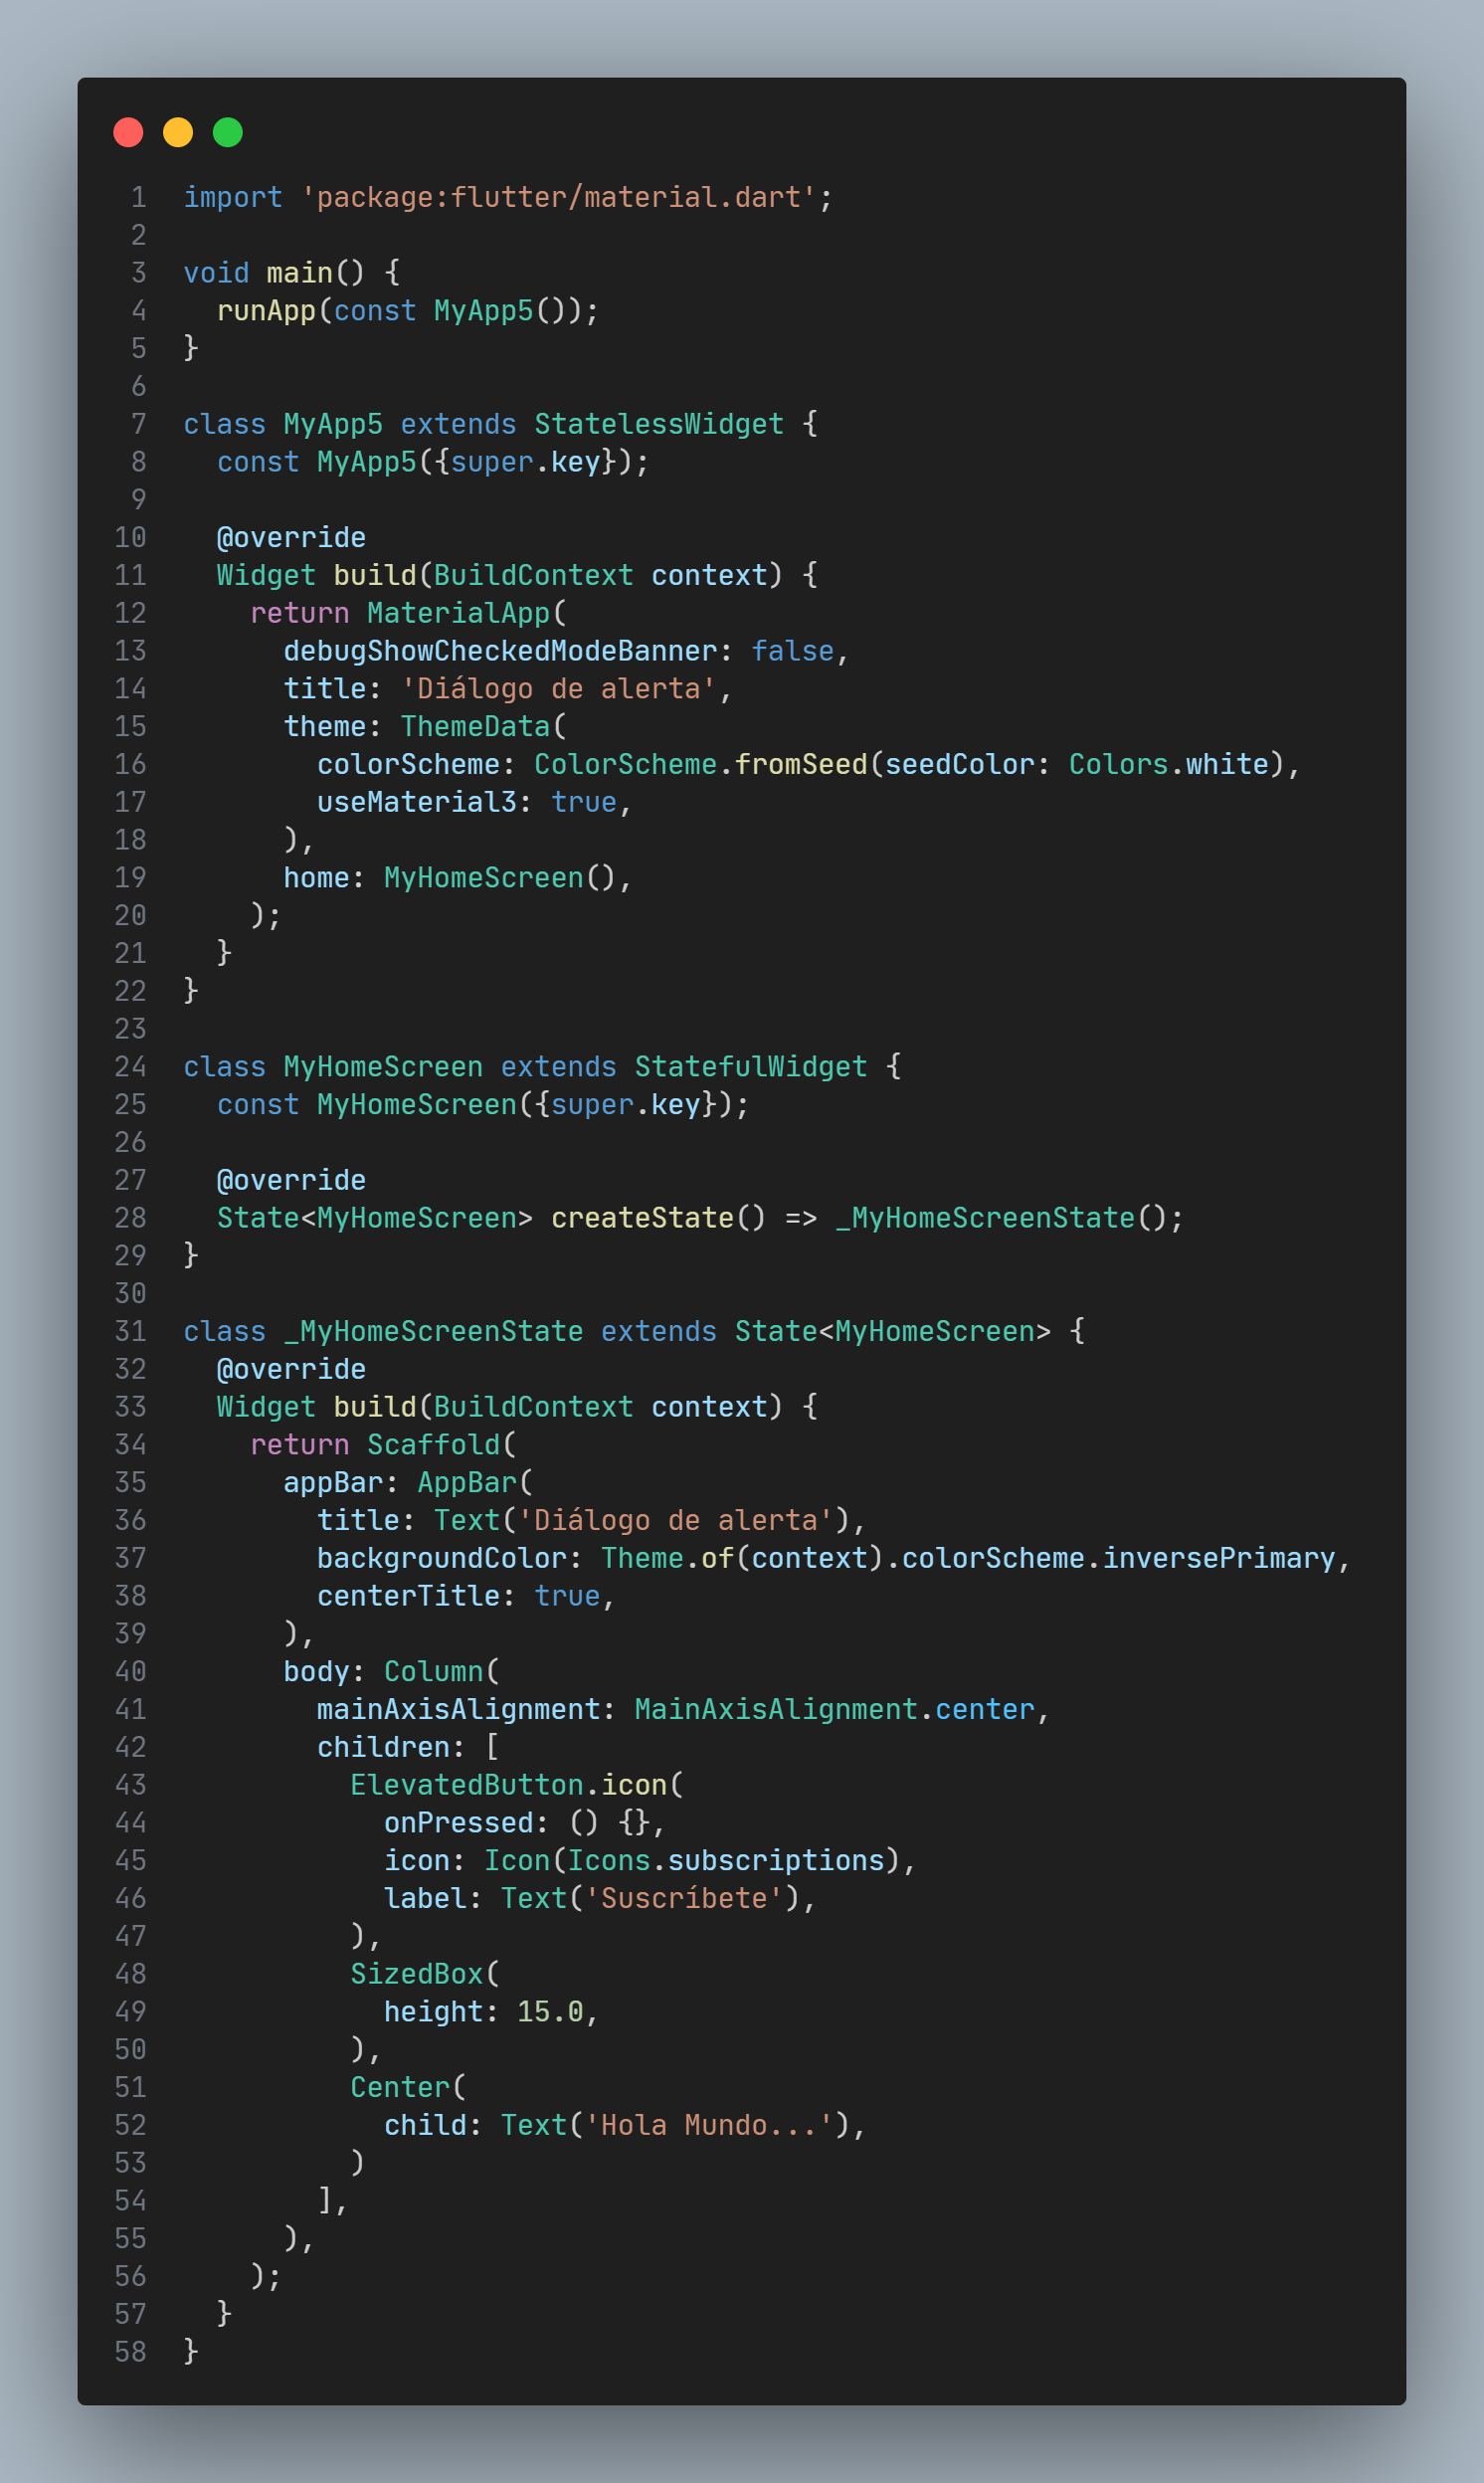 1 import 'package:flutter/material.dart';
2
3 void main() {
4   runApp(const MyApp5());
5 }
6
7 class MyApp5 extends StatelessWidget {
8   const MyApp5({super.key});
9
10   @override
11   Widget build(BuildContext context) {
12     return MaterialApp(
13       debugShowCheckedModeBanner: false,
14       title: 'Diálogo de alerta',
15       theme: ThemeData(
16         colorScheme: ColorScheme.fromSeed(seedColor: Colors.white),
17         useMaterial3: true,
18       ),
19       home: MyHomeScreen(),
20     );
21   }
22 }
23
24 class MyHomeScreen extends StatefulWidget {
25   const MyHomeScreen({super.key});
26
27   @override
28   State<MyHomeScreen> createState() => _MyHomeScreenState();
29 }
30
31 class _MyHomeScreenState extends State<MyHomeScreen> {
32   @override
33   Widget build(BuildContext context) {
34     return Scaffold(
35       appBar: AppBar(
36         title: Text('Diálogo de alerta'),
37         backgroundColor: Theme.of(context).colorScheme.inversePrimary,
38         centerTitle: true,
39       ),
40       body: Column(
41         mainAxisAlignment: MainAxisAlignment.center,
42         children: [
43           ElevatedButton.icon(
44             onPressed: () {},
45             icon: Icon(Icons.subscriptions),
46             label: Text('Suscríbete'),
47           ),
48           SizedBox(
49             height: 15.0,
50           ),
51           Center(
52             child: Text('Hola Mundo...'),
53           )
54         ],
55       ),
56     );
57   }
58 }